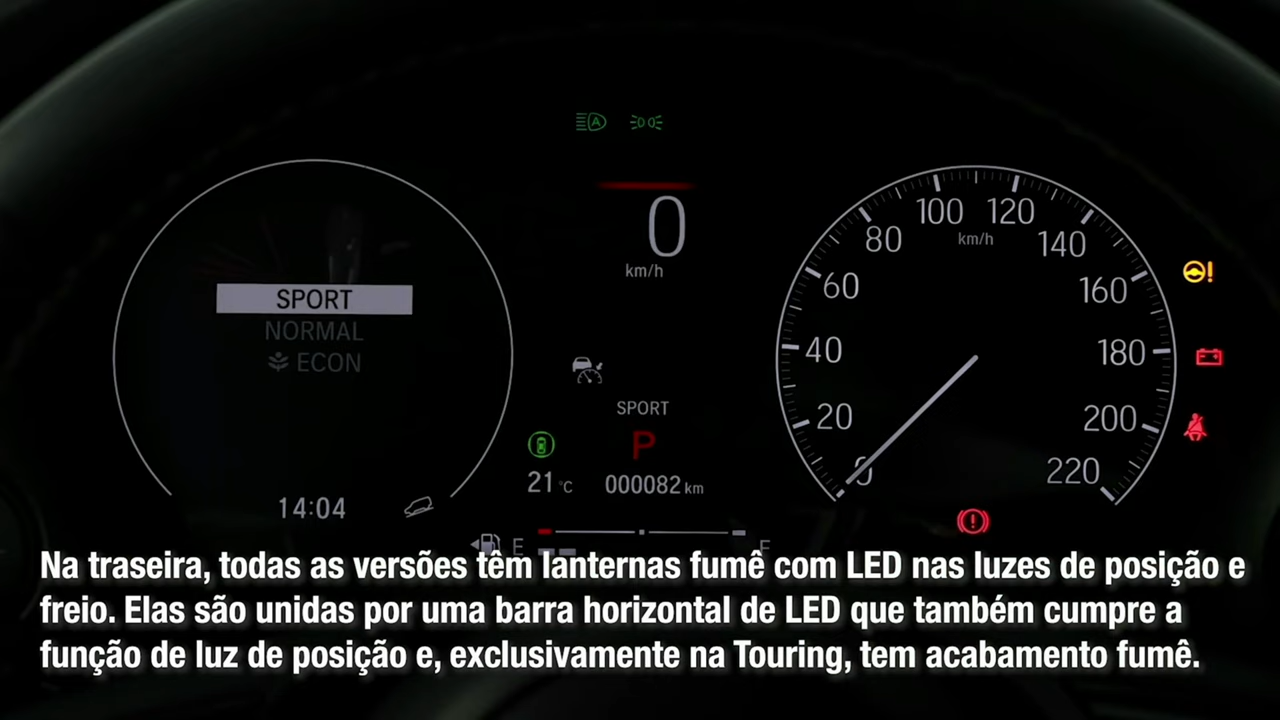 A
0
km/h
SPORT
NORMAL
ECON
14:04
SPORT
P
21 °C
000082 km
E
F
0
20
40
60
80
100
120
140
160
180
200
220
km/h
Na traseira, todas as versões têm lanternas fumê com LED nas luzes de posição e
freio. Elas são unidas por uma barra horizontal de LED que também cumpre a
função de luz de posição e, exclusivamente na Touring, tem acabamento fumê.